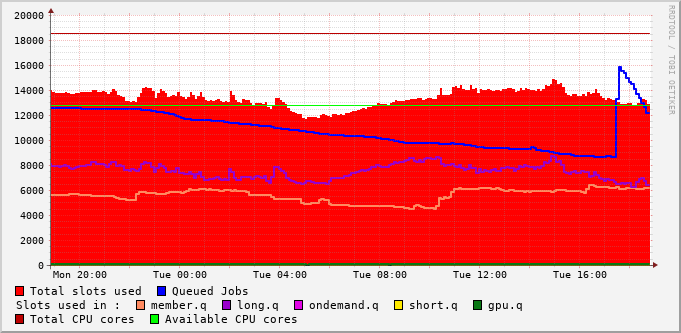 20000
18000
16000
14000
12000
10000
8000
6000
4000
2000
0
Mon 20:00 Tue 00:00 Tue 04:00 Tue 08:00 Tue 12:00 Tue 16:00
Total slots used Queued Jobs
Slots used in : member.q long.q ondemand.q short.q gpu.q
Total CPU cores Available CPU cores
RRDTOOL / TOBI OETIKER